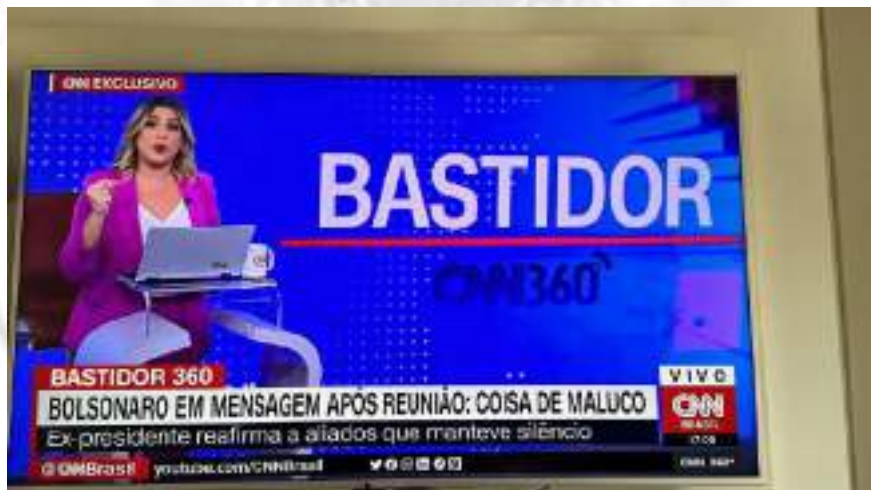 CNN EXCLUSIVO
BASTIDOR
CNN360
BASTIDOR 360
VIVO
BOLSONARO EM MENSAGEM APÓS REUNIÃO: COISA DE MALUCO
CNN
BRASIL
Ex-presidente reafirma a aliados que manteve silêncio
@CNNBrasil youtube.com/CNNBrasil